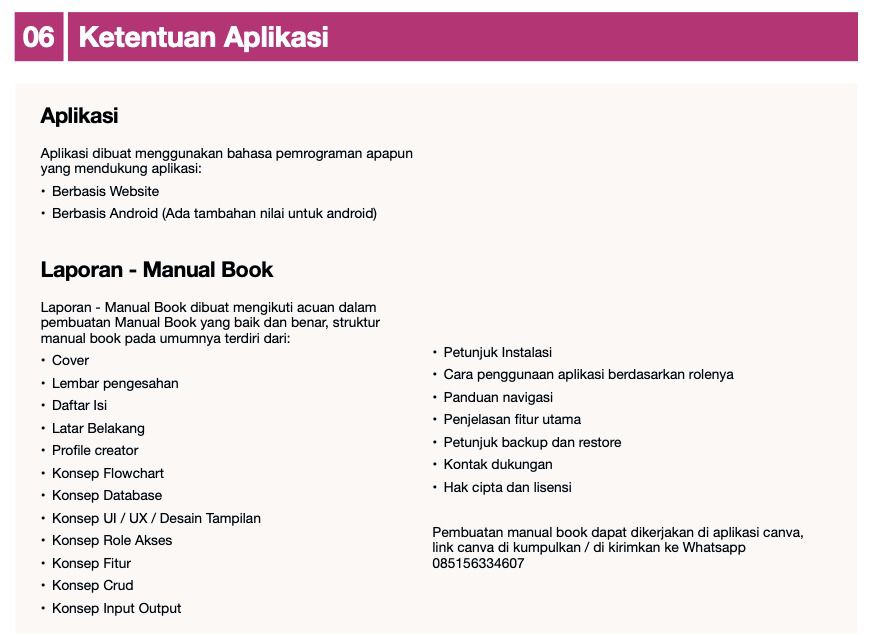 06 Ketentuan Aplikasi
Aplikasi
Aplikasi dibuat menggunakan bahasa pemrograman apapun
yang mendukung aplikasi:
• Berbasis Website
• Berbasis Android (Ada tambahan nilai untuk android)
Laporan - Manual Book
Laporan - Manual Book dibuat mengikuti acuan dalam
pembuatan Manual Book yang baik dan benar, struktur
manual book pada umumnya terdiri dari:
• Cover
• Lembar pengesahan
• Daftar Isi
• Latar Belakang
• Profile creator
• Konsep Flowchart
• Konsep Database
• Konsep UI / UX / Desain Tampilan
• Konsep Role Akses
• Konsep Fitur
• Konsep Crud
• Konsep Input Output
• Petunjuk Instalasi
• Cara penggunaan aplikasi berdasarkan rolenya
• Panduan navigasi
• Penjelasan fitur utama
• Petunjuk backup dan restore
• Kontak dukungan
• Hak cipta dan lisensi
Pembuatan manual book dapat dikerjakan di aplikasi canva,
link canva di kumpulkan / di kirimkan ke Whatsapp
085156334607